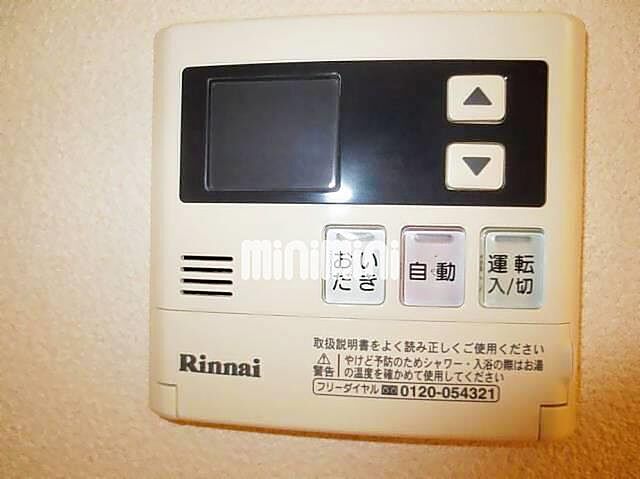 ▲
▼
minimini
おい
だき
自動
運転
入/切
Rinnai
取扱説明書をよく読み正しくご使用ください
⚠警告
やけど予防のためシャワー・入浴の際はお湯
の温度を確かめて使用してください
フリーダイヤル 0120-054321